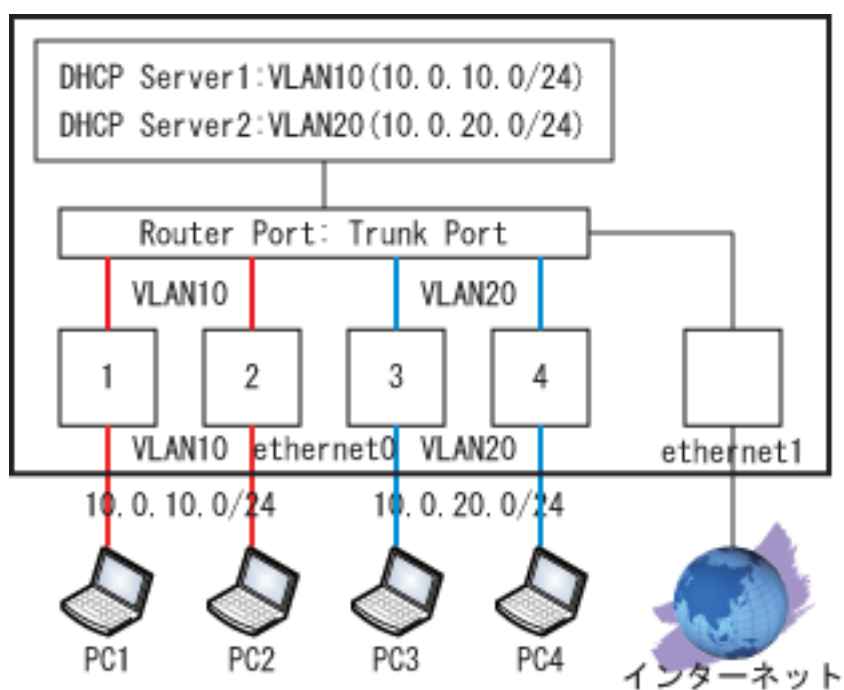 DHCP Server1:VLAN10(10.0.10.0/24)
DHCP Server2:VLAN20(10.0.20.0/24)
Router Port: Trunk Port
VLAN10 VLAN20
1 2 3 4
VLAN10 ethernet0 VLAN20 ethernet1
10.0.10.0/24 10.0.20.0/24
PC1 PC2 PC3 PC4
インターネット